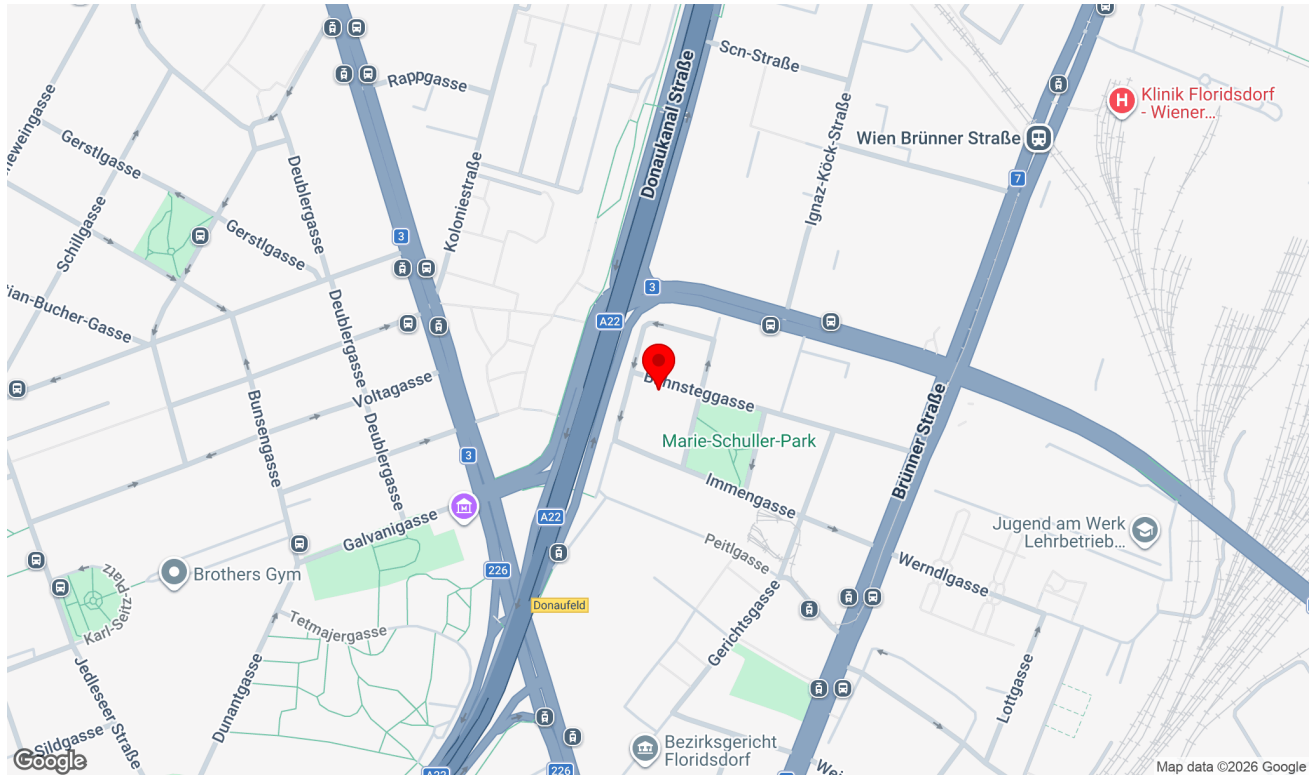 Scn-Straße
Rappgasse
Donaukanal Straße
Klinik Floridsdorf
- Wiener...
Wien Brünner Straße
Ignaz-Köck-Straße
Gerstlgasse
Deublergasse
Koloniestraße
7
Schillgasse
Gerstlgasse
3
3
Deublergasse
A22
Voltagasse
Bunsengasse
Deublergasse
Marie-Schuller-Park
Brünner Straße
3
Immengasse
Galvanigasse
A22
Peitlgasse
Jugend am Werk
Lehrbetrieb...
Werndlgasse
226
Brothers Gym
Donaufeld
Karl-Seitz-
Platz
Tetmajergasse
Gerichtsgasse
Dunantgasse
Lottgasse
Jedleseer Straße
Sildgasse
Bezirksgericht
Floridsdorf
Google
226
Map data ©2026 Google